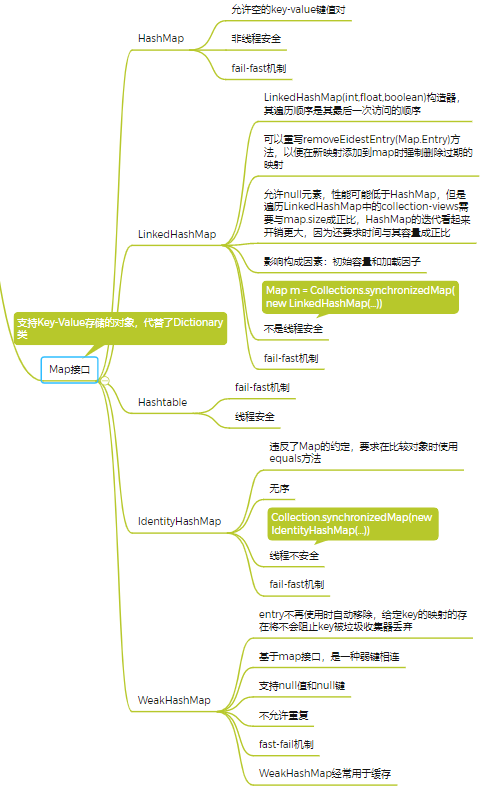 允许空的key-value键值对
HashMap
非线程安全
fail-fast机制
LinkedHashMap(int,float,boolean)构造器，
其遍历顺序是其最后一次访问的顺序
可以重写removeEldestEntry(Map.Entry)方
法，以便在新映射添加到map时强制删除过期的
映射
允许null元素，性能可能低于HashMap，但是
遍历LinkedHashMap中的collection-views需
要与map.size成正比，HashMap的迭代看起来
开销更大，因为还要求时间与其容量成正比
LinkedHashMap
影响构成因素：初始容量和加载因子
Map m = Collections.synchronizedMap(
new LinkedHashMap(...))
不是线程安全
fail-fast机制
支持Key-Value存储的对象，代替了Dictionary
类
Map接口
fail-fast机制
Hashtable
线程安全
违反了Map的约定，要求在比较对象时使用
equals方法
无序
Collection.synchronizedMap(new
IdentityHashMap(...))
IdentityHashMap
线程不安全
fail-fast机制
entry不再使用时自动移除，给定key的映射的存
在将不会阻止key被垃圾收集器丢弃
基于map接口，是一种弱键相连
支持null值和null键
WeakHashMap
不允许重复
fast-fail机制
WeakHashMap经常用于缓存